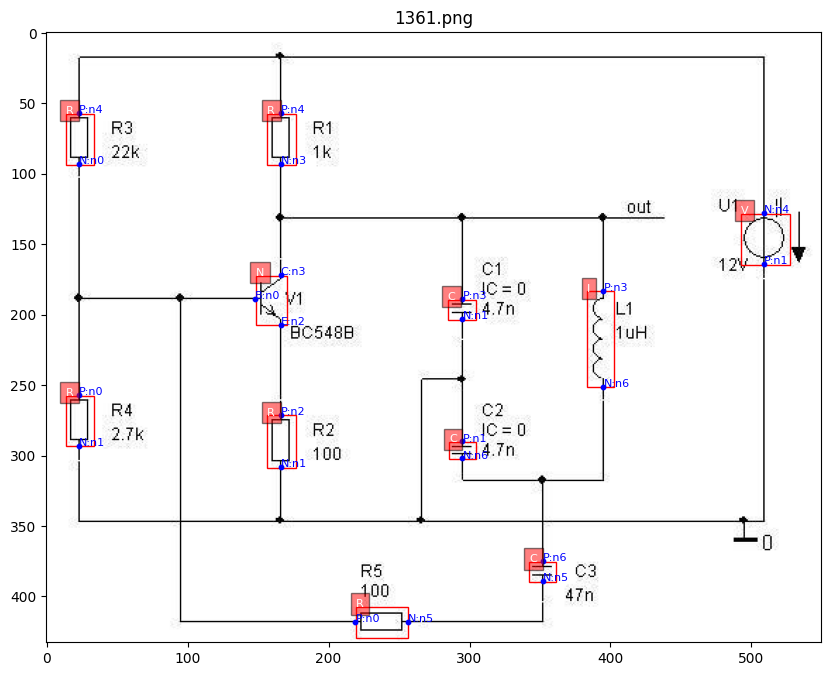 1361.png
0
50
100
150
200
250
300
350
400
0
100
200
300
400
500
R
P:n4
R3
22k
N:n0
R
P:n4
R1
1k
N:n3
out
U1
V
N:n4
12V
P:n1
N
C:n3
B:n0
V1
E:n2
BC548B
C1
IC = 0
4.7n
C
P:n3
N:n1
L
P:n3
L1
1uH
N:n6
R
P:n0
R4
2.7k
N:n1
R
P:n2
R2
100
N:n1
C2
IC = 0
4.7n
C
P:n1
N:n6
0
C
P:n6
C3
N:n5
47n
R5
100
R
P:n0
N:n5